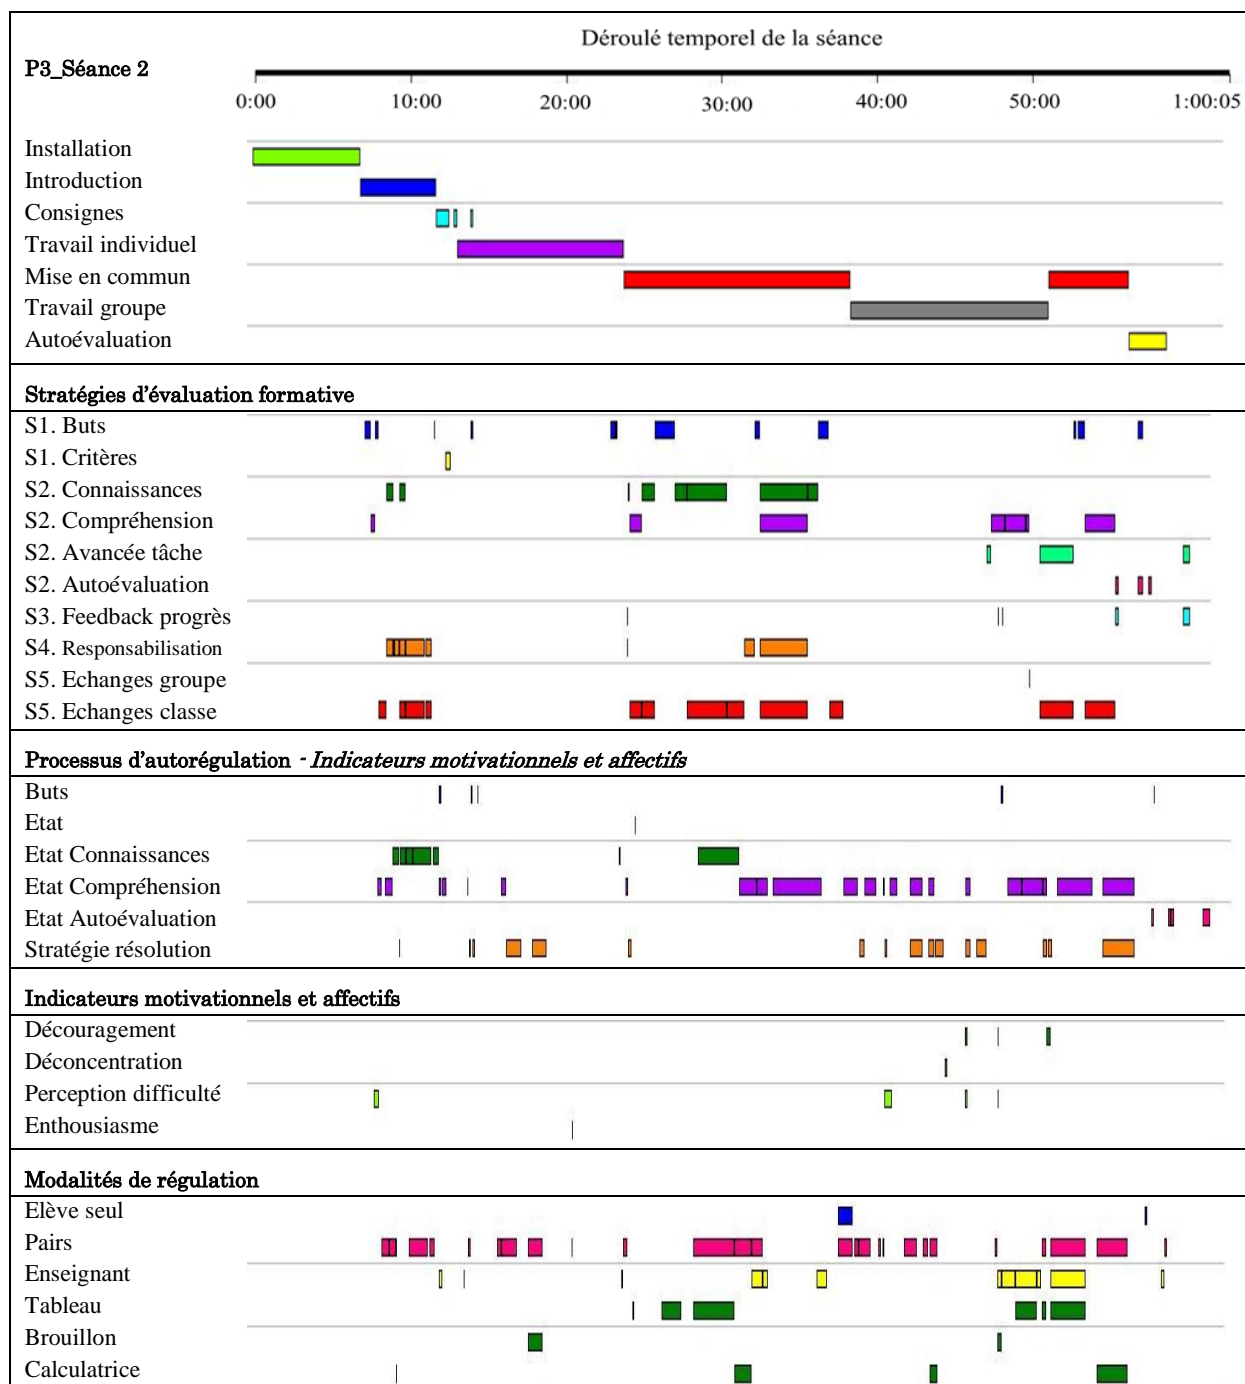 Déroulé temporel de la séance
P3_Séance 2
0:00 10:00 20:00 30:00 40:00 50:00 1:00:05
Installation
Introduction
Consignes
Travail individuel
Mise en commun
Travail groupe
Autoévaluation
Stratégies d'évaluation formative
S1. Buts
S1. Critères
S2. Connaissances
S2. Compréhension
S2. Avancée tâche
S2. Autoévaluation
S3. Feedback progrès
S4. Responsabilisation
S5. Echanges groupe
S5. Echanges classe
Processus d'autorégulation - Indicateurs motivationnels et affectifs
Buts
Etat
Etat Connaissances
Etat Compréhension
Etat Autoévaluation
Stratégie résolution
Indicateurs motivationnels et affectifs
Découragement
Déconcentration
Perception difficulté
Enthousiasme
Modalités de régulation
Elève seul
Pairs
Enseignant
Tableau
Brouillon
Calculatrice